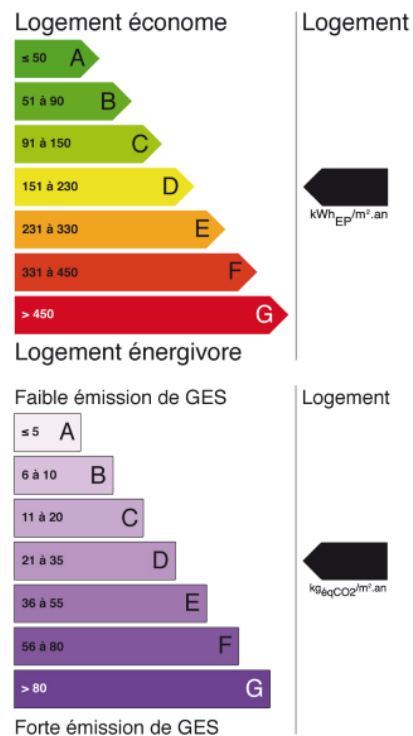 Logement économe
Logement
≤ 50 A
51 à 90 B
91 à 150 C
151 à 230 D
231 à 330 E
331 à 450 F
> 450 G
kWhEP/m².an
Logement énergivore
Faible émission de GES
Logement
≤ 5 A
6 à 10 B
11 à 20 C
21 à 35 D
36 à 55 E
56 à 80 F
> 80 G
kgéqCO2/m².an
Forte émission de GES